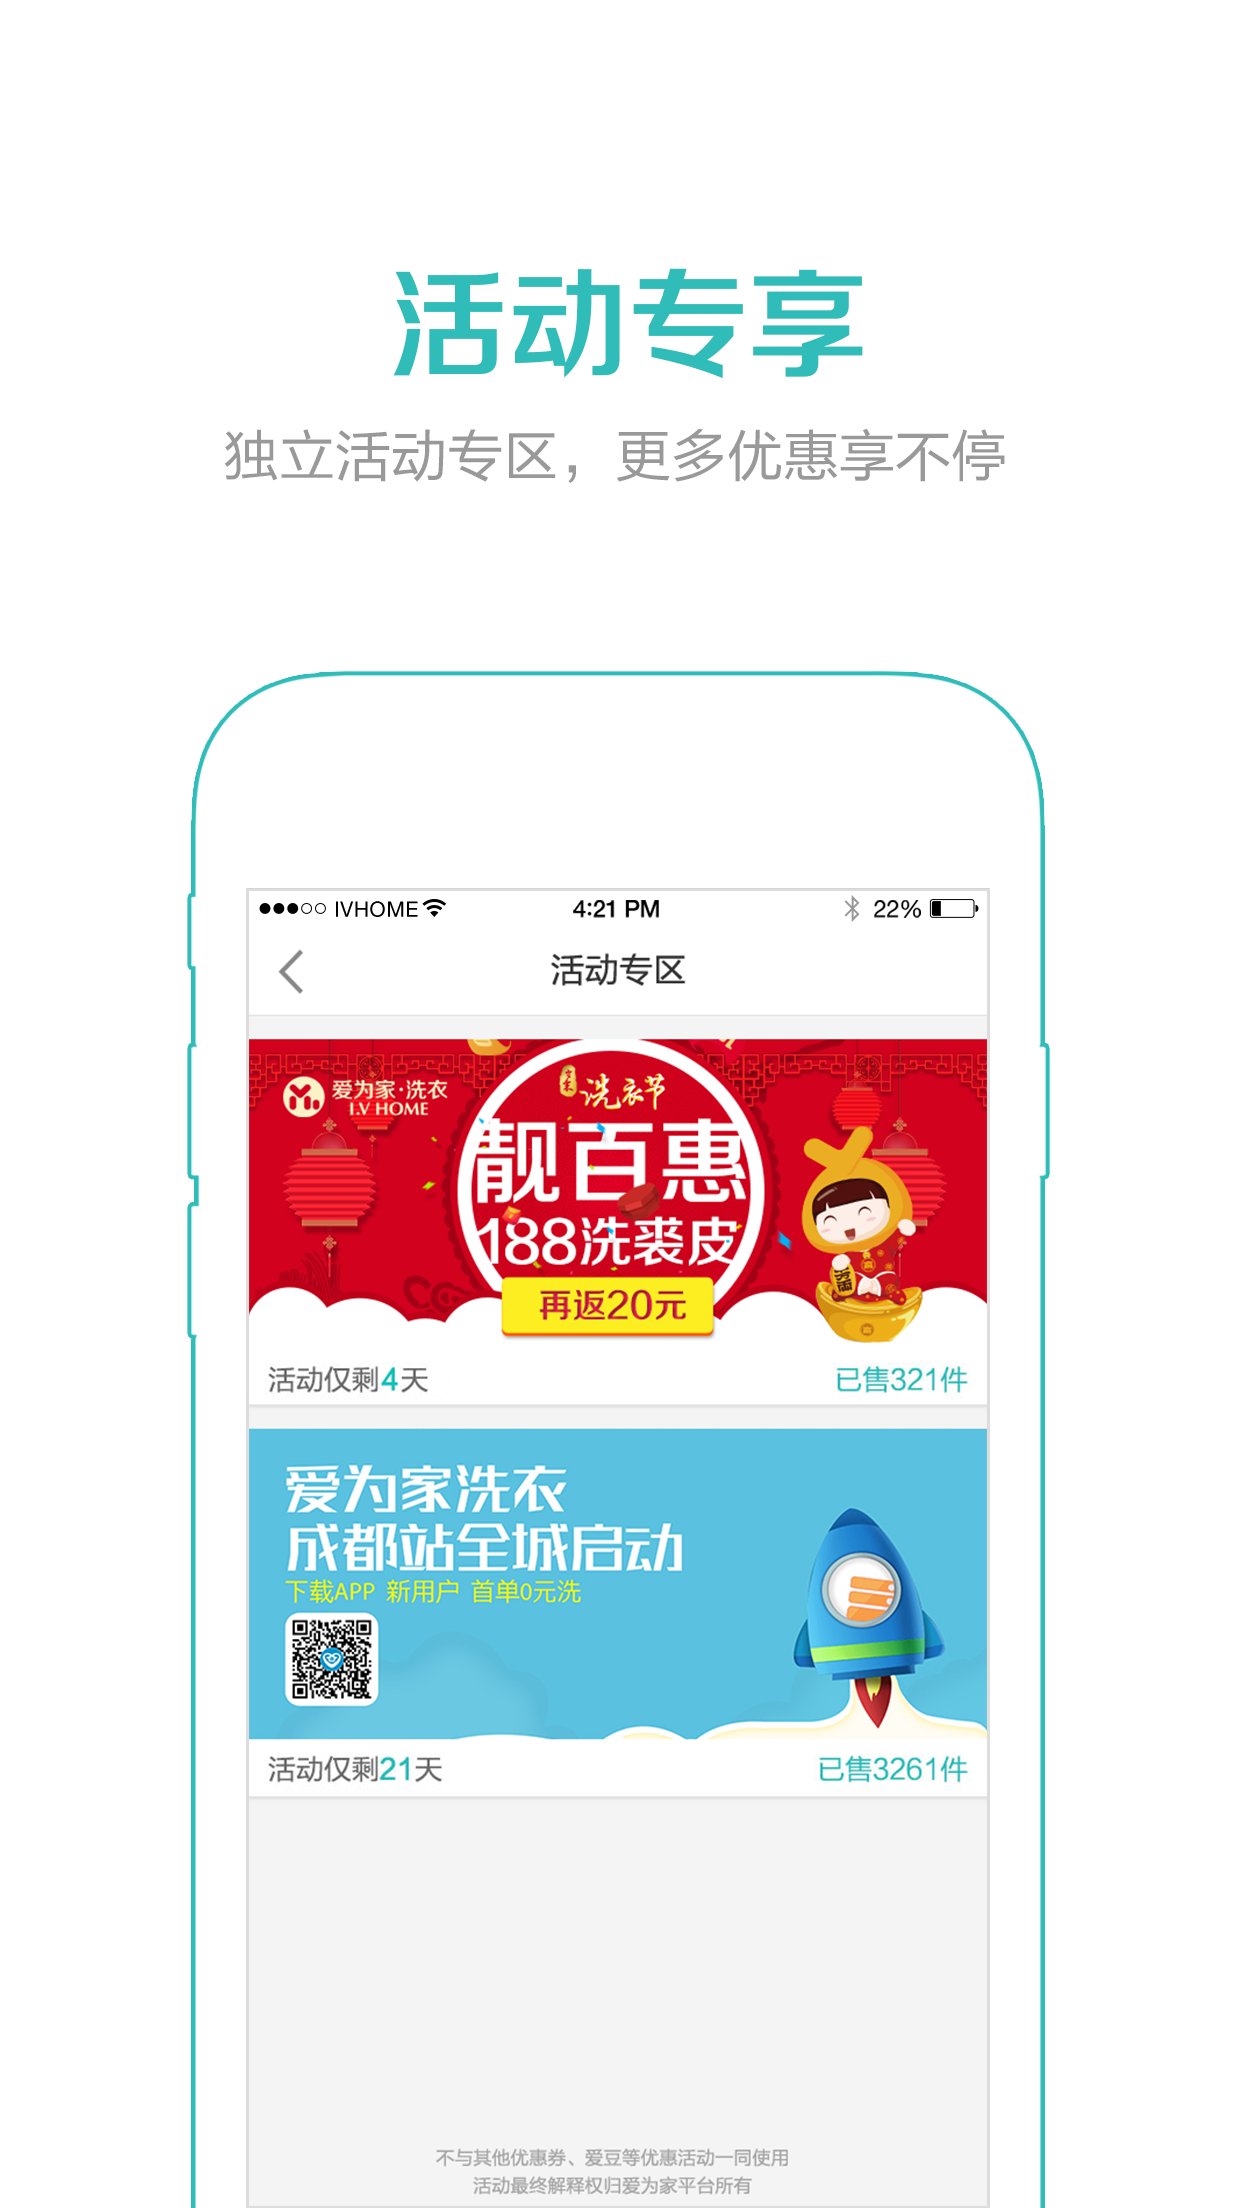 活动专享
独立活动专区，更多优惠享不停
IVHOME 4:21 PM 22%
活动专区
爱为家·洗衣
I.V HOME
洗衣节
靓百惠
188洗裘皮
再返20元
活动仅剩4天 已售321件
爱为家洗衣
成都站全城启动
下载APP 新用户 首单0元洗
活动仅剩21天 已售3261件
不与其他优惠券、爱豆等优惠活动一同使用
活动最终解释权归爱为家平台所有